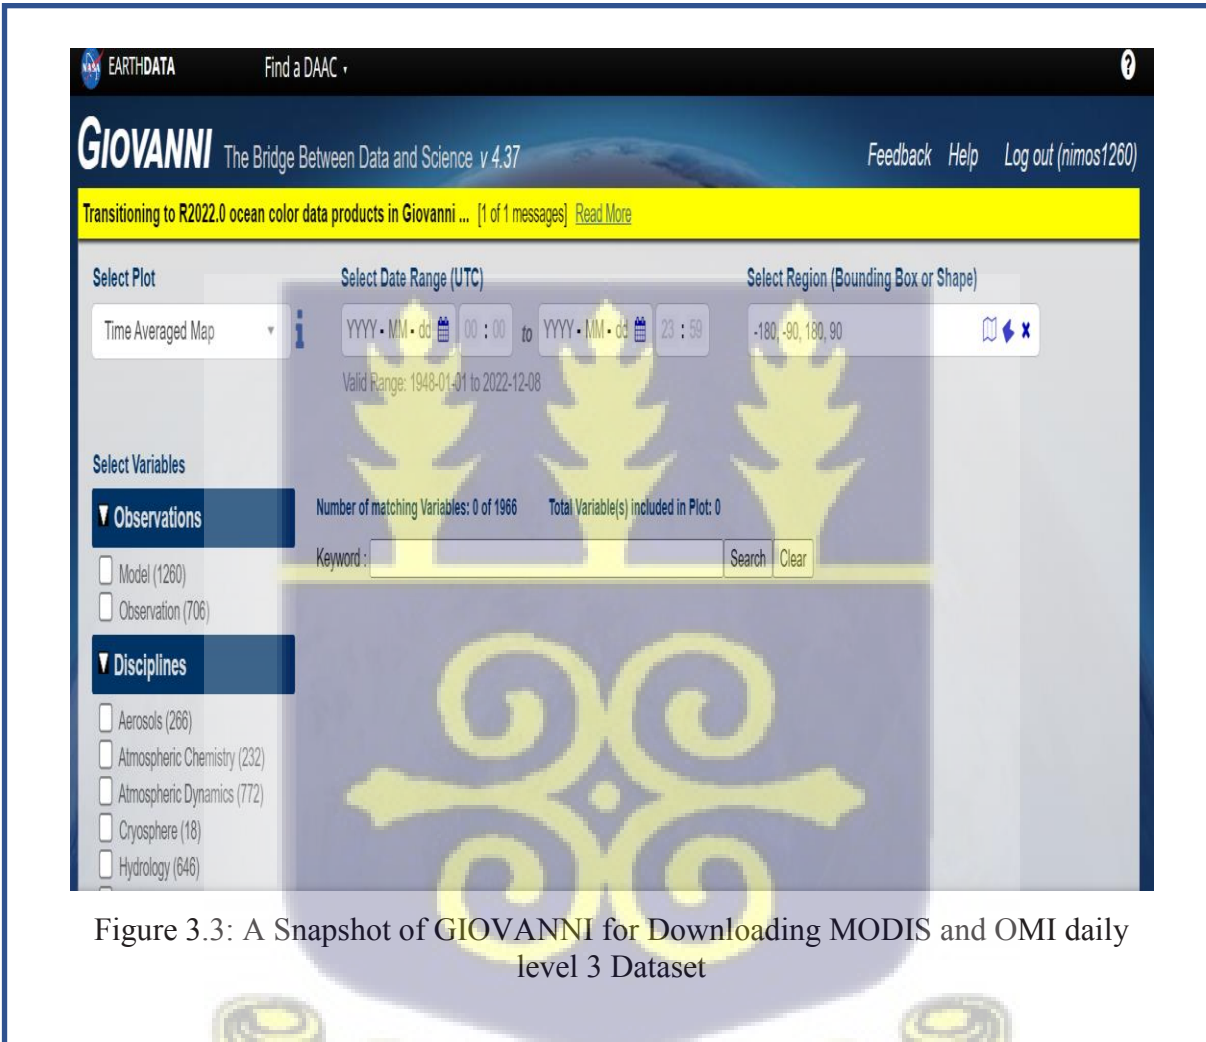 EARTHDATA Find a DAAC
?
GIOVANNI The Bridge Between Data and Science v 4.37 Feedback Help Log out (nimos1260)
Transitioning to R2022.0 ocean color data products in Giovanni ... [1 of 1 messages] Read More
Select Plot Select Date Range (UTC) Select Region (Bounding Box or Shape)
Time Averaged Map i YYYY - MM - dd 00 : 00 to YYYY - MM - dd 23 : 59 -180, -90, 180, 90
Valid Range: 1948-01-01 to 2022-12-08
Select Variables
Observations Number of matching Variables: 0 of 1966 Total Variable(s) included in Plot: 0
Keyword : Search Clear
Model (1260)
Observation (706)
Disciplines
Aerosols (266)
Atmospheric Chemistry (232)
Atmospheric Dynamics (772)
Cryosphere (18)
Hydrology (646)
Figure 3.3: A Snapshot of GIOVANNI for Downloading MODIS and OMI daily
level 3 Dataset